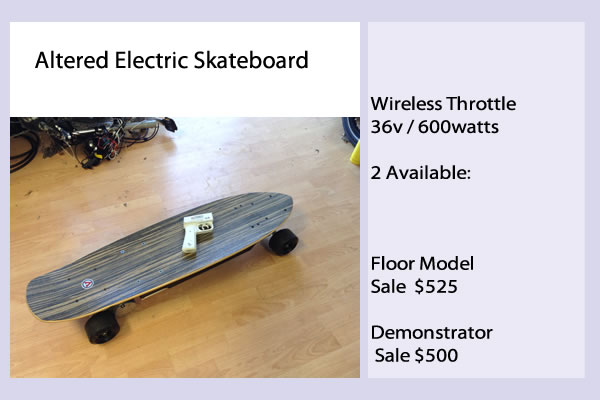 Altered Electric Skateboard
Wireless Throttle
36v / 600watts
2 Available:
Floor Model
Sale $525
Demonstrator
Sale $500